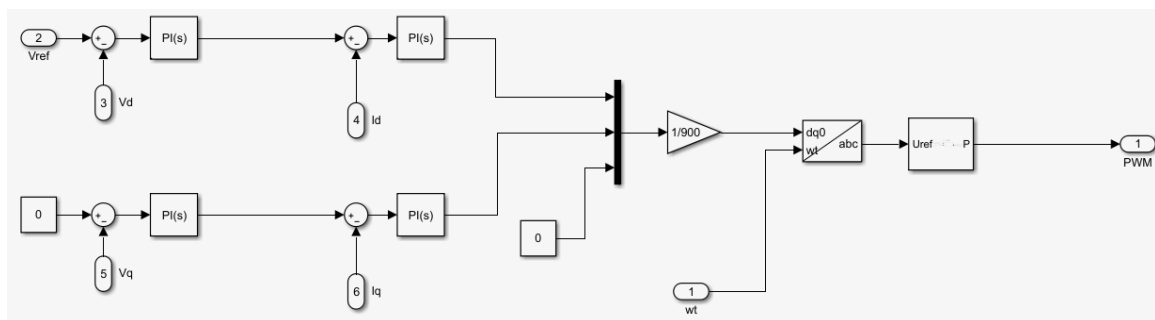 2
Vref
+
−
PI(s)
+
−
PI(s)
3 Vd
4 Id
1/900
dq0
wt
abc
Uref
P
1
PWM
0
+
−
PI(s)
+
−
PI(s)
0
5 Vq
6 Iq
1
wt